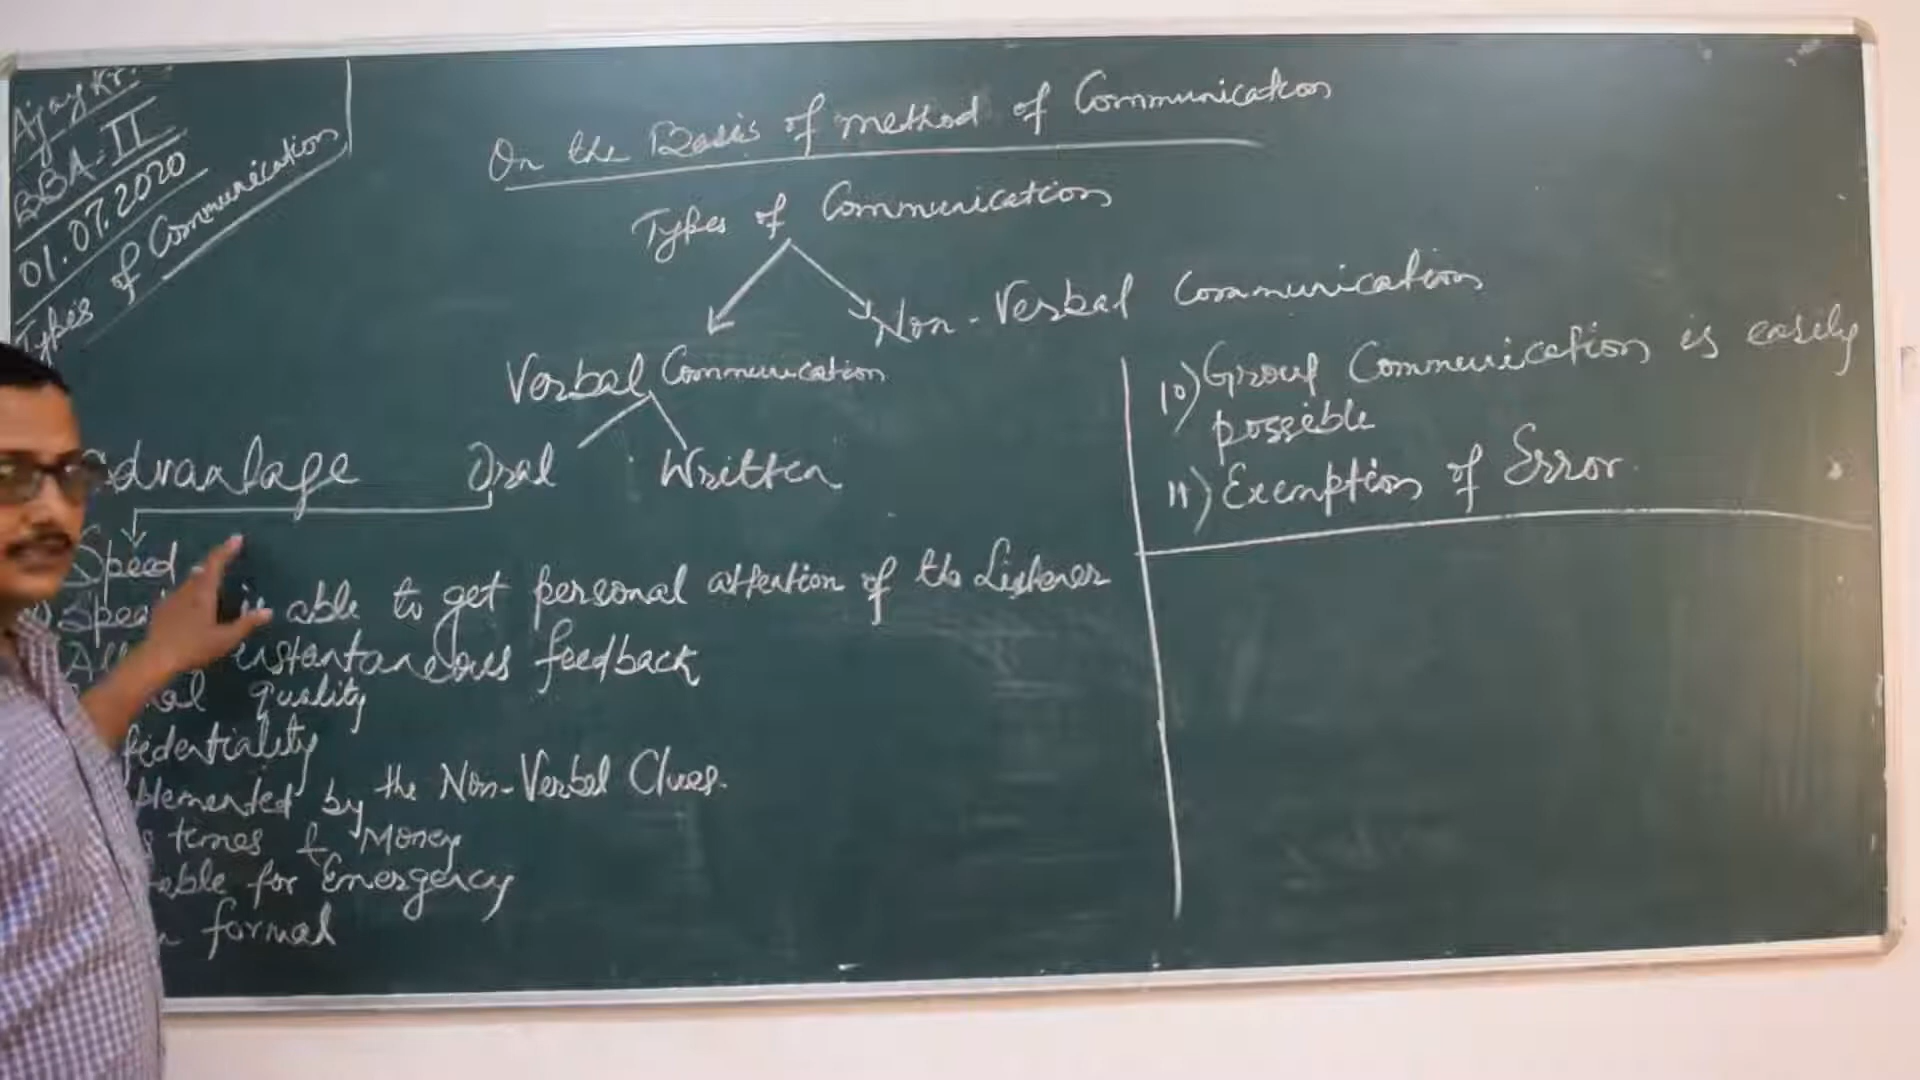 Ajay Kr.
BBA-II
01.07.2020
Types of Communication
On the Basis of method of Communication
Types of Communication
Non-Verbal Communication
Verbal Communication
Advantage Oral Written
Speed
is able to get personal attention of the Listener
instantaneous feedback
quality
by the Non-Verbal Clues.
times & Money
for Emergency
formal
10) Group Communication is easily
possible
11) Exemption of Error